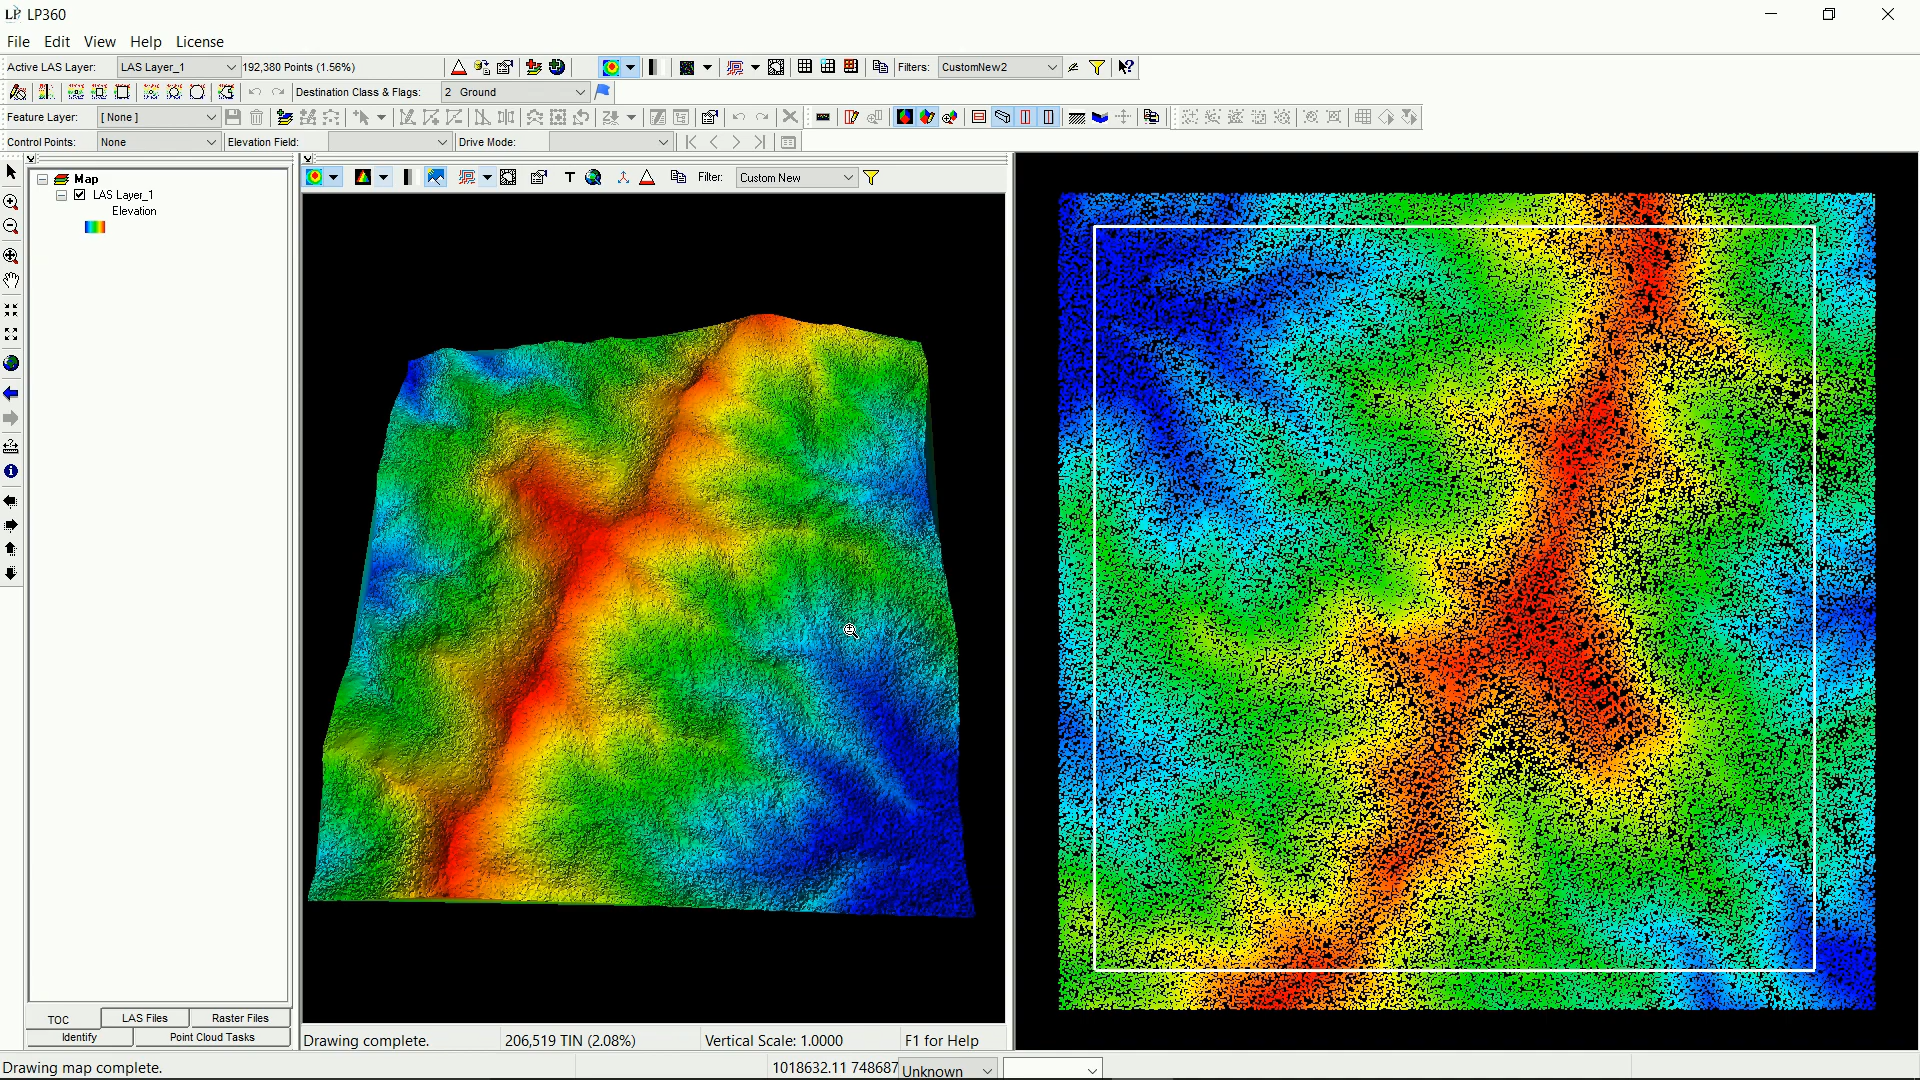 LP360
File Edit View Help License
Active LAS Layer: LAS Layer_1 192,380 Points (1.56%) Filters: CustomNew2
Destination Class & Flags: 2 Ground
Feature Layer: [ None ]
Control Points: None Elevation Field: Drive Mode:
Map
LAS Layer_1
Elevation
T Filter: Custom New
TOC LAS Files Raster Files
Identify Point Cloud Tasks
Drawing complete. 206,519 TIN (2.08%) Vertical Scale: 1.0000 F1 for Help
Drawing map complete. 1018632.11 748687 Unknown